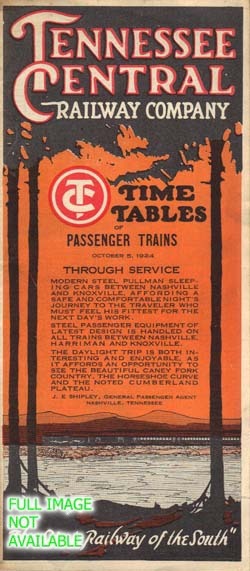 TENNESSEE
CENTRAL
RAILWAY COMPANY
TC
TIME
TABLES
OF
PASSENGER TRAINS
OCTOBER 5, 1924
THROUGH SERVICE
MODERN STEEL PULLMAN SLEEP-
ING CARS BETWEEN NASHVILLE
AND KNOXVILLE, AFFORDING A
SAFE AND COMFORTABLE NIGHT'S
JOURNEY TO THE TRAVELER WHO
MUST FEEL HIS FITTEST FOR THE
NEXT DAY'S WORK.
STEEL PASSENGER EQUIPMENT OF
LATEST DESIGN IS HANDLED ON
ALL TRAINS BETWEEN NASHVILLE,
HARRIMAN AND KNOXVILLE.
THE DAYLIGHT TRIP IS BOTH IN-
TERESTING AND ENJOYABLE, AS
IT AFFORDS AN OPPORTUNITY TO
SEE THE BEAUTIFUL CANEY FORK
COUNTRY, THE HORSESHOE CURVE
AND THE NOTED CUMBERLAND
PLATEAU.
J. E SHIPLEY, GENERAL PASSENGER AGENT
NASHVILLE, TENNESSEE
FULL IMAGE
NOT
AVAILABLE
Railway of the South"